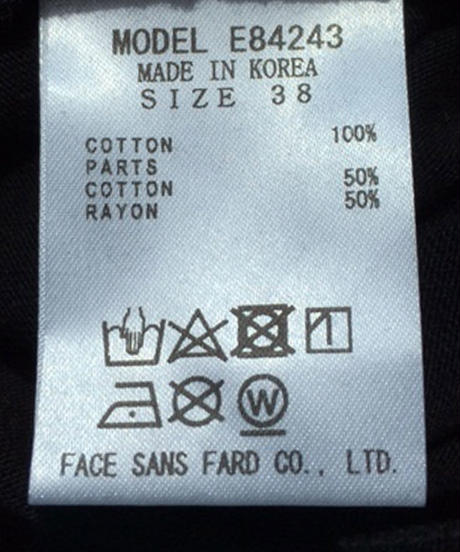 MODEL E84243
MADE IN KOREA
SIZE 38
COTTON 100%
PARTS
COTTON 50%
RAYON 50%
W
FACE SANS FARD CO., LTD.